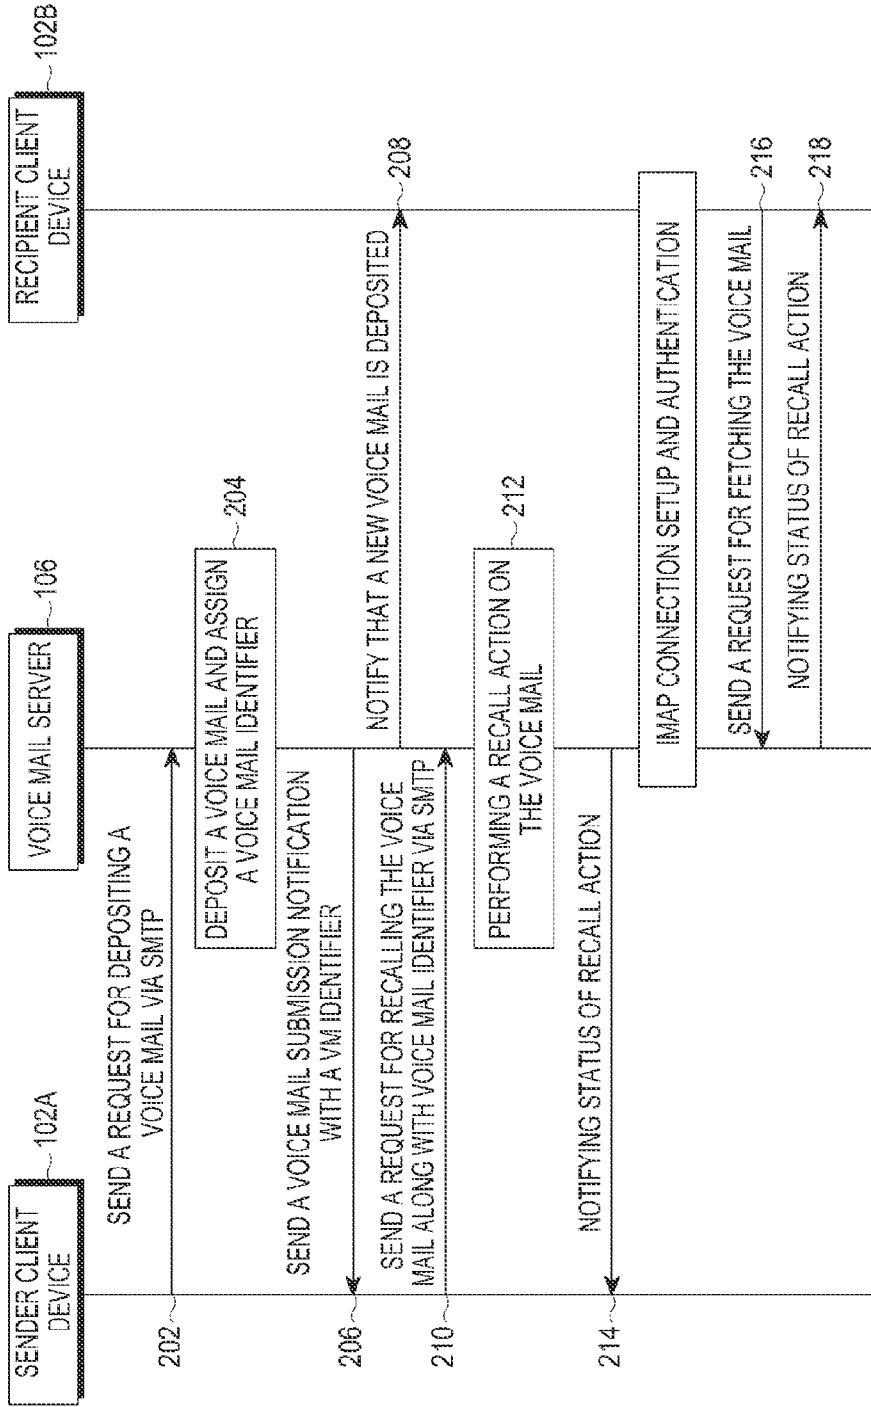 SENDER CLIENT
DEVICE
102A
VOICE MAIL SERVER
106
RECIPIENT CLIENT
DEVICE
102B
SEND A REQUEST FOR DEPOSITING A
VOICE MAIL VIA SMTP
202
DEPOSIT A VOICE MAIL AND ASSIGN
A VOICE MAIL IDENTIFIER
204
SEND A VOICE MAIL SUBMISSION NOTIFICATION
WITH A VM IDENTIFIER
206
NOTIFY THAT A NEW VOICE MAIL IS DEPOSITED
208
SEND A REQUEST FOR RECALLING THE VOICE
MAIL ALONG WITH VOICE MAIL IDENTIFIER VIA SMTP
210
PERFORMING A RECALL ACTION ON
THE VOICE MAIL
212
NOTIFYING STATUS OF RECALL ACTION
214
IMAP CONNECTION SETUP AND AUTHENTICATION
SEND A REQUEST FOR FETCHING THE VOICE MAIL
216
NOTIFYING STATUS OF RECALL ACTION
218